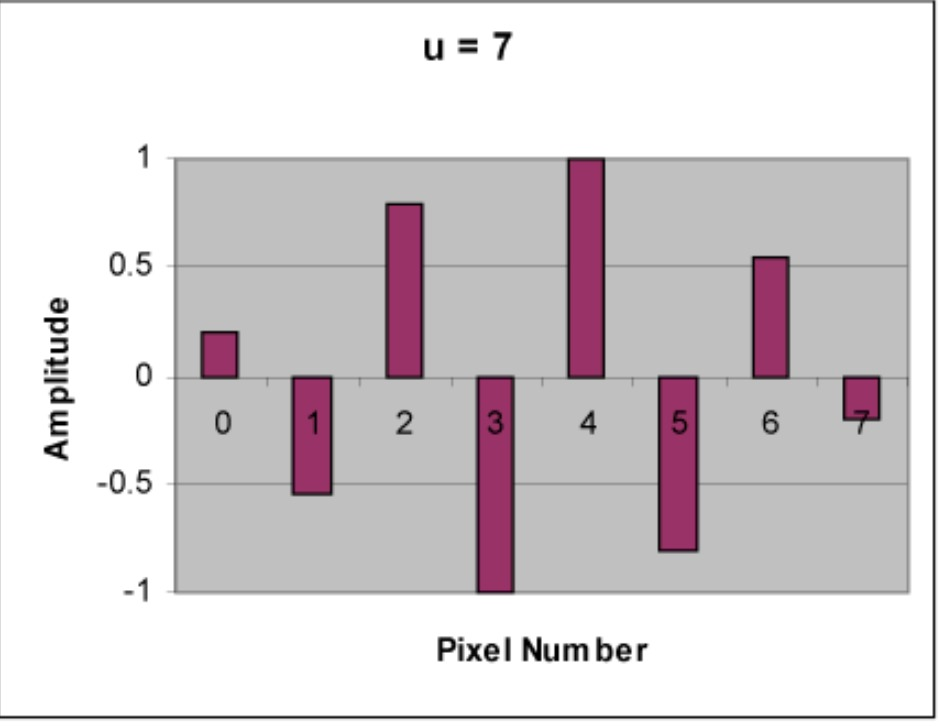 u = 7
1
0.5
0
-0.5
-1
Amplitude
0 1 2 3 4 5 6 7
Pixel Number